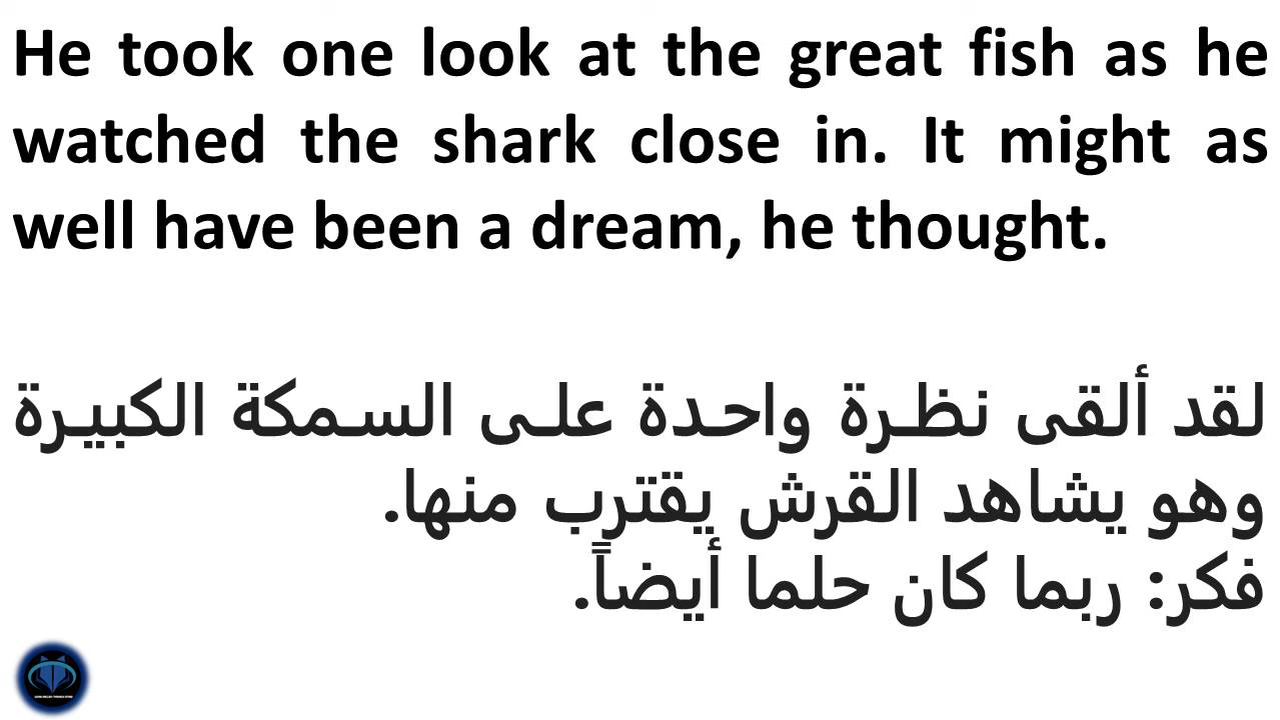 He took one look at the great fish as he
watched the shark close in. It might as
well have been a dream, he thought.
لقد ألقى نظرة واحدة على السمكة الكبيرة
وهو يشاهد القرش يقترب منها.
فكر: ربما كان حلما أيضاً.